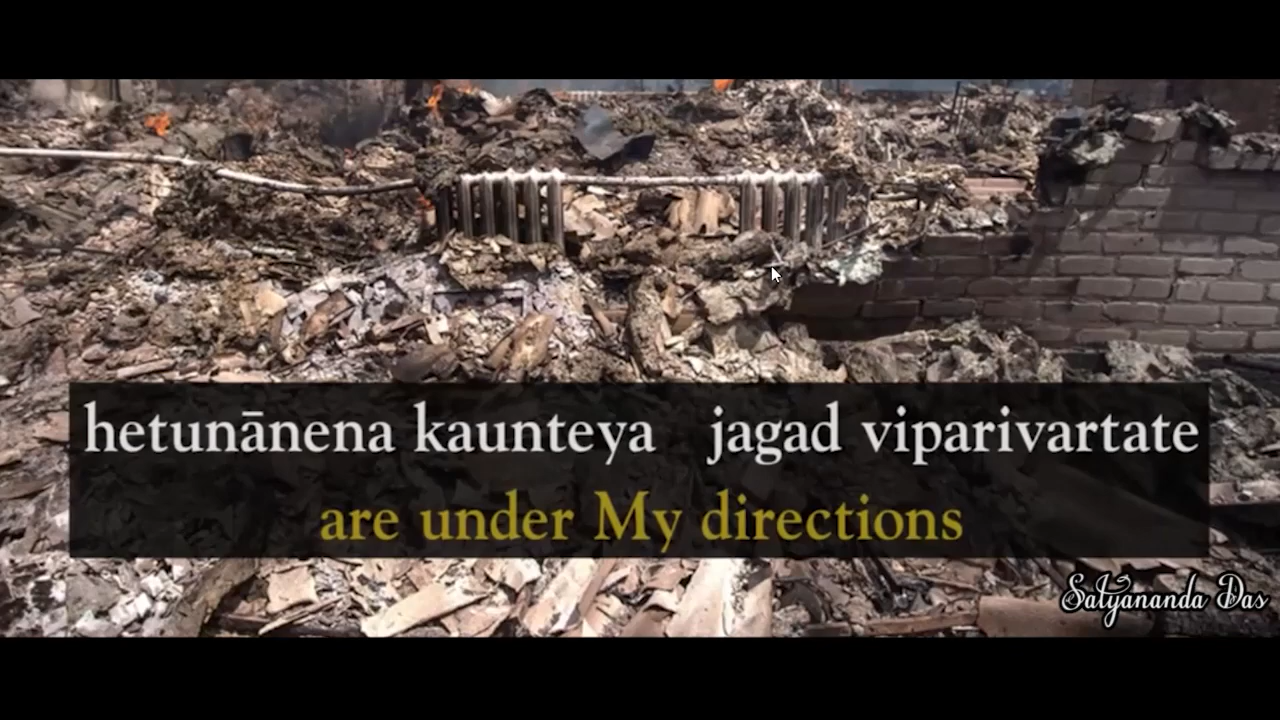 hetunānena kaunteya jagad viparivartate
are under My directions
Satyananda Das